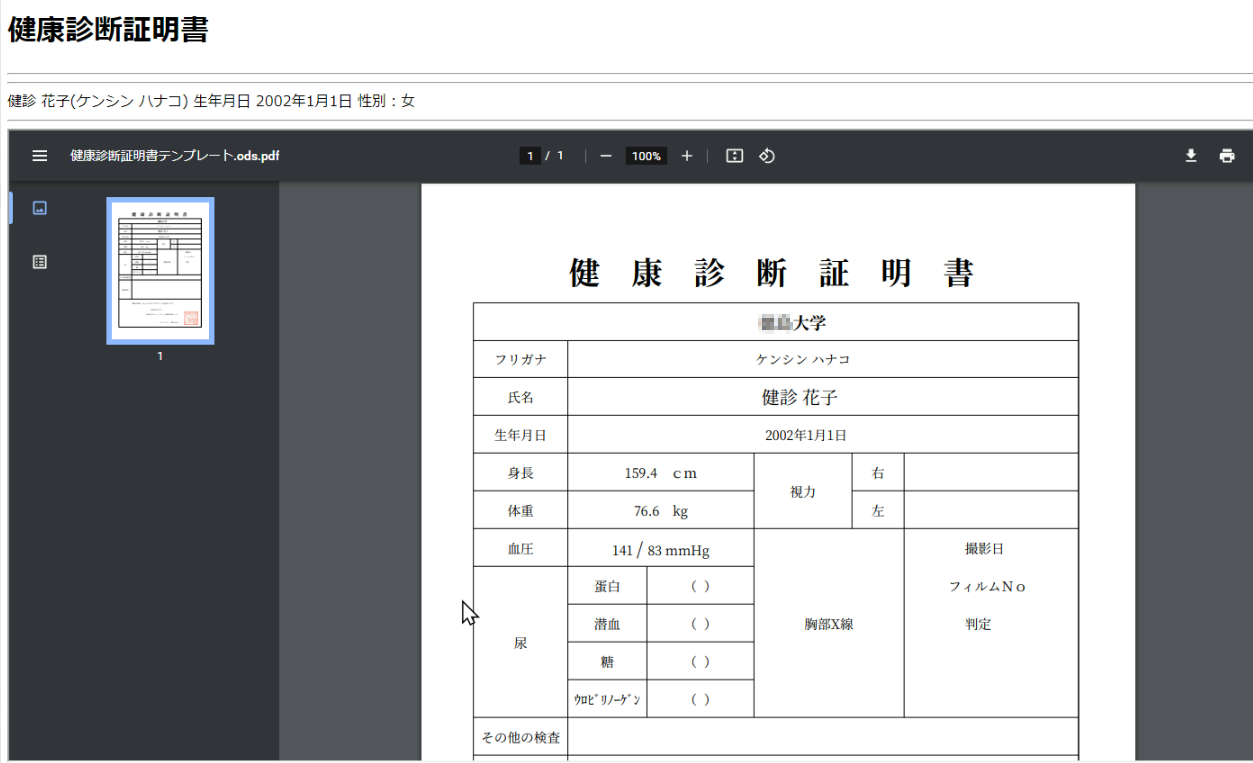 健康診断証明書
健診 花子(ケンシン ハナコ) 生年月日 2002年1月1日 性別：女
健康診断証明書テンプレート.ods.pdf
1 / 1
100%
1
健 康 診 断 証 明 書
大学
フリガナ ケンシン ハナコ
氏名 健診 花子
生年月日 2002年1月1日
身長 159.4 ｃｍ 視力 右
体重 76.6 kg 左
血圧 141 / 83 mmHg 胸部X線 撮影日
尿 蛋白 ( ) フィルムＮｏ
潜血 ( ) 判定
糖 ( )
ｳﾛﾋﾞﾘﾉｰｹﾞﾝ ( )
その他の検査